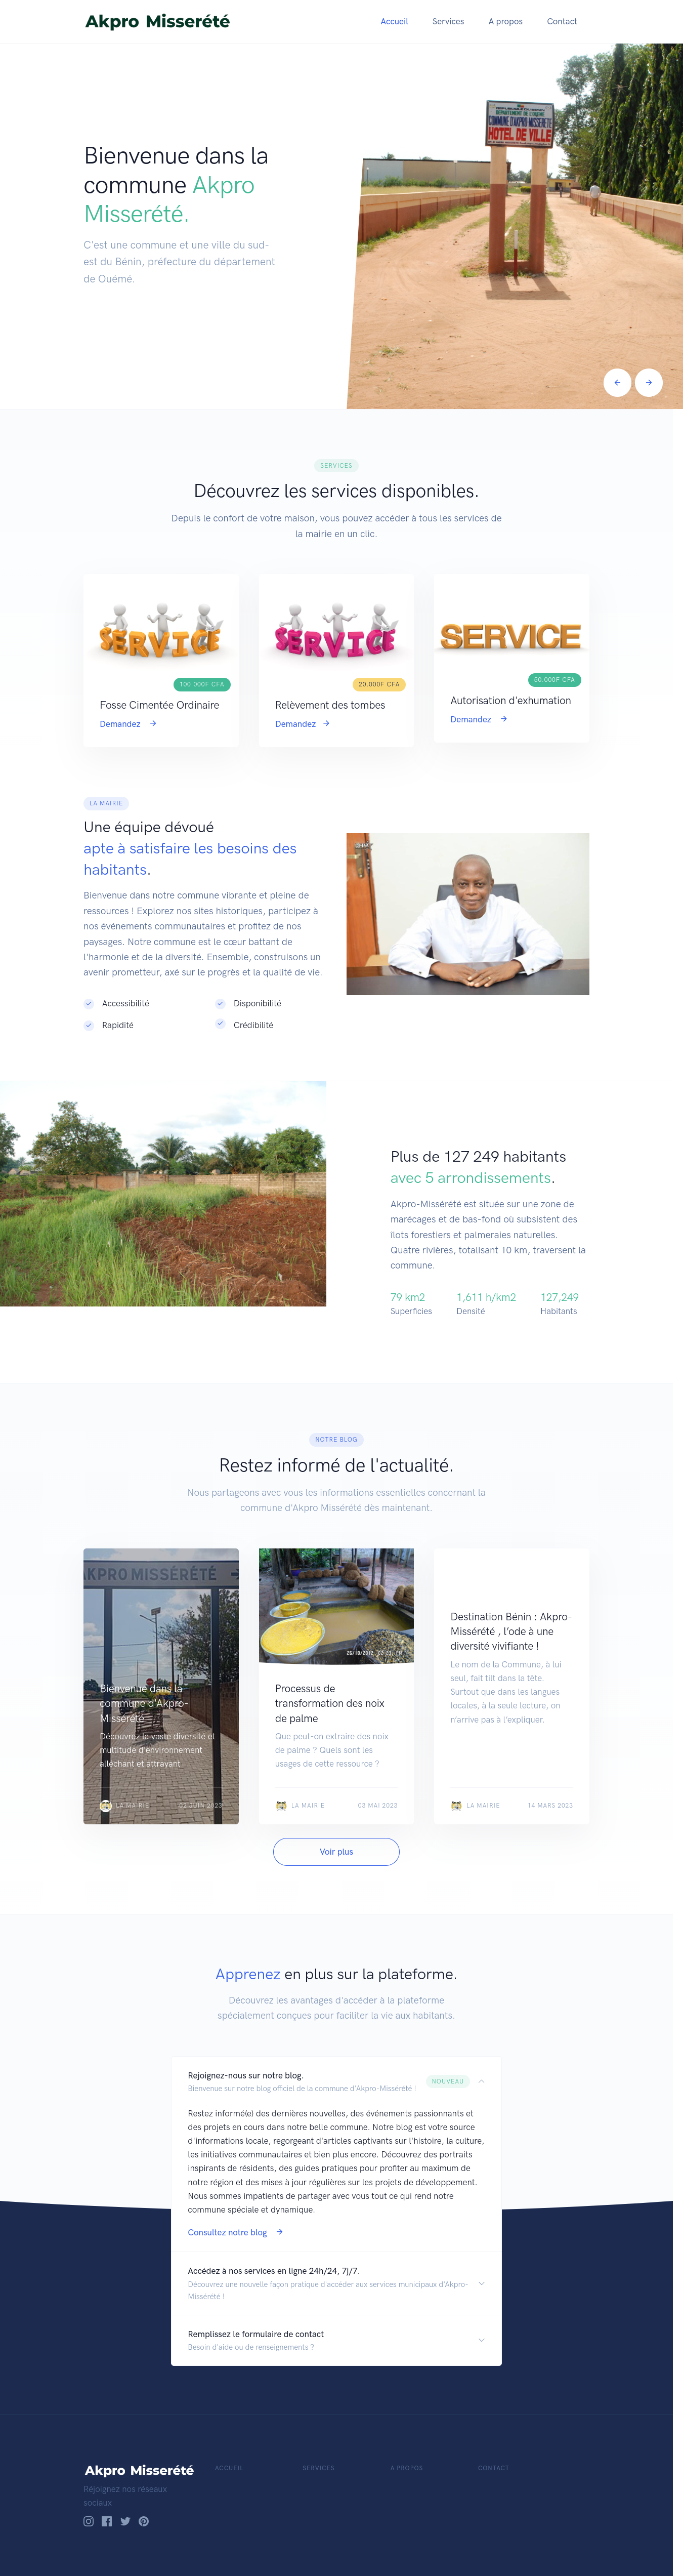 Akpro Misserété
Accueil
Services
A propos
Contact
Bienvenue dans la
commune Akpro
Misserété.
C'est une commune et une ville du sud-
est du Bénin, préfecture du département
de Ouémé.
HOTEL DE VILLE
SERVICES
Découvrez les services disponibles.
Depuis le confort de votre maison, vous pouvez accéder à tous les services de
la mairie en un clic.
SERVICE
100.000F CFA
Fosse Cimentée Ordinaire
Demandez
SERVICE
20.000F CFA
Relèvement des tombes
Demandez
SERVICE
50.000F CFA
Autorisation d'exhumation
Demandez
LA MAIRIE
Une équipe dévoué
apte à satisfaire les besoins des
habitants.
Bienvenue dans notre commune vibrante et pleine de
ressources ! Explorez nos sites historiques, participez à
nos événements communautaires et profitez de nos
paysages. Notre commune est le cœur battant de
l'harmonie et de la diversité. Ensemble, construisons un
avenir prometteur, axé sur le progrès et la qualité de vie.
Accessibilité
Disponibilité
Rapidité
Crédibilité
Plus de 127 249 habitants
avec 5 arrondissements.
Akpro-Missérété est située sur une zone de
marécages et de bas-fond où subsistent des
îlots forestiers et palmeraies naturelles.
Quatre rivières, totalisant 10 km, traversent la
commune.
79 km2
Superficies
1,611 h/km2
Densité
127,249
Habitants
NOTRE BLOG
Restez informé de l'actualité.
Nous partageons avec vous les informations essentielles concernant la
commune d'Akpro Missérété dès maintenant.
AKPRO MISSÉRÉTÉ
Bienvenue dans la
commune d'Akpro-
Missérété
Découvrez la vaste diversité et
multitude d'environnement
alléchant et attrayant.
LA MAIRIE
02 JUIN 2023
Processus de
transformation des noix
de palme
Que peut-on extraire des noix
de palme ? Quels sont les
usages de cette ressource ?
LA MAIRIE
03 MAI 2023
Destination Bénin : Akpro-
Missérété , l'ode à une
diversité vivifiante !
Le nom de la Commune, à lui
seul, fait tilt dans la tête.
Surtout que dans les langues
locales, à la seule lecture, on
n'arrive pas à l'expliquer.
LA MAIRIE
14 MARS 2023
Voir plus
Apprenez en plus sur la plateforme.
Découvrez les avantages d'accéder à la plateforme
spécialement conçues pour faciliter la vie aux habitants.
Rejoignez-nous sur notre blog.
Bienvenue sur notre blog officiel de la commune d'Akpro-Missérété !
NOUVEAU
Restez informé(e) des dernières nouvelles, des événements passionnants et
des projets en cours dans notre belle commune. Notre blog est votre source
d'informations locale, regorgeant d'articles captivants sur l'histoire, la culture,
les initiatives communautaires et bien plus encore. Découvrez des portraits
inspirants de résidents, des guides pratiques pour profiter au maximum de
notre région et des mises à jour régulières sur les projets de développement.
Nous sommes impatients de partager avec vous tout ce qui rend notre
commune spéciale et dynamique.
Consultez notre blog
Accédez à nos services en ligne 24h/24, 7j/7.
Découvrez une nouvelle façon pratique d'accéder aux services municipaux d'Akpro-
Missérété !
Remplissez le formulaire de contact
Besoin d'aide ou de renseignements ?
Akpro Misserété
Réjoignez nos réseaux
sociaux
ACCUEIL
SERVICES
A PROPOS
CONTACT